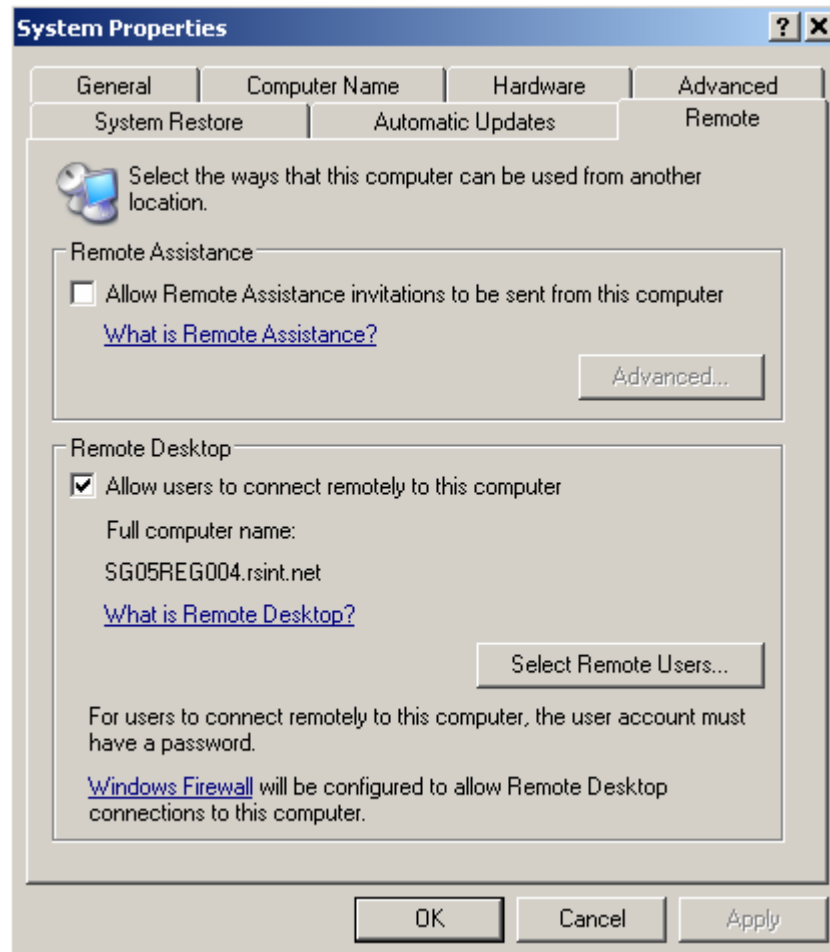 System Properties
General
Computer Name
Hardware
Advanced
System Restore
Automatic Updates
Remote
Select the ways that this computer can be used from another
location.
Remote Assistance
Allow Remote Assistance invitations to be sent from this computer
What is Remote Assistance?
Advanced...
Remote Desktop
Allow users to connect remotely to this computer
Full computer name:
SG05REG004.rsint.net
What is Remote Desktop?
Select Remote Users...
For users to connect remotely to this computer, the user account must
have a password.
Windows Firewall will be configured to allow Remote Desktop
connections to this computer.
OK
Cancel
Apply